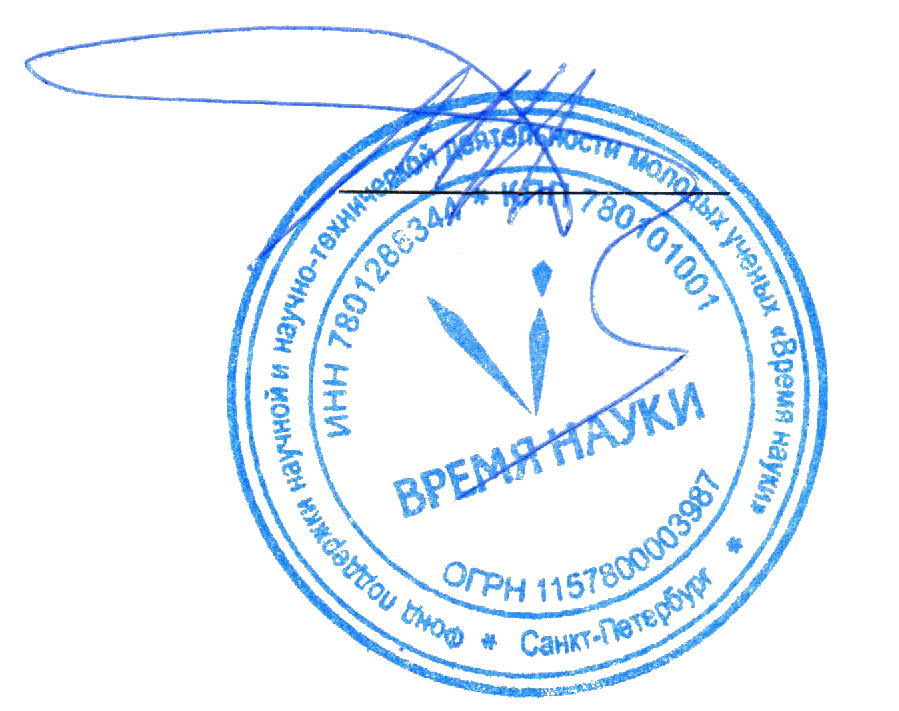 Фонд поддержки научной и научно-технической деятельности молодых ученых «Время науки»
* Санкт-Петербург *
ИНН 7801286344 * КПП 780101001
ВРЕМЯ НАУКИ
ОГРН 1157800003987